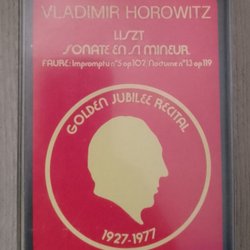 VLADIMIR HOROWITZ
LISZT
SONATE EN SI MINEUR
FAURE: Impromptu n°5 op 107, Nocturne n°13 op 119
GOLDEN JUBILEE RECITAL
1927-1977